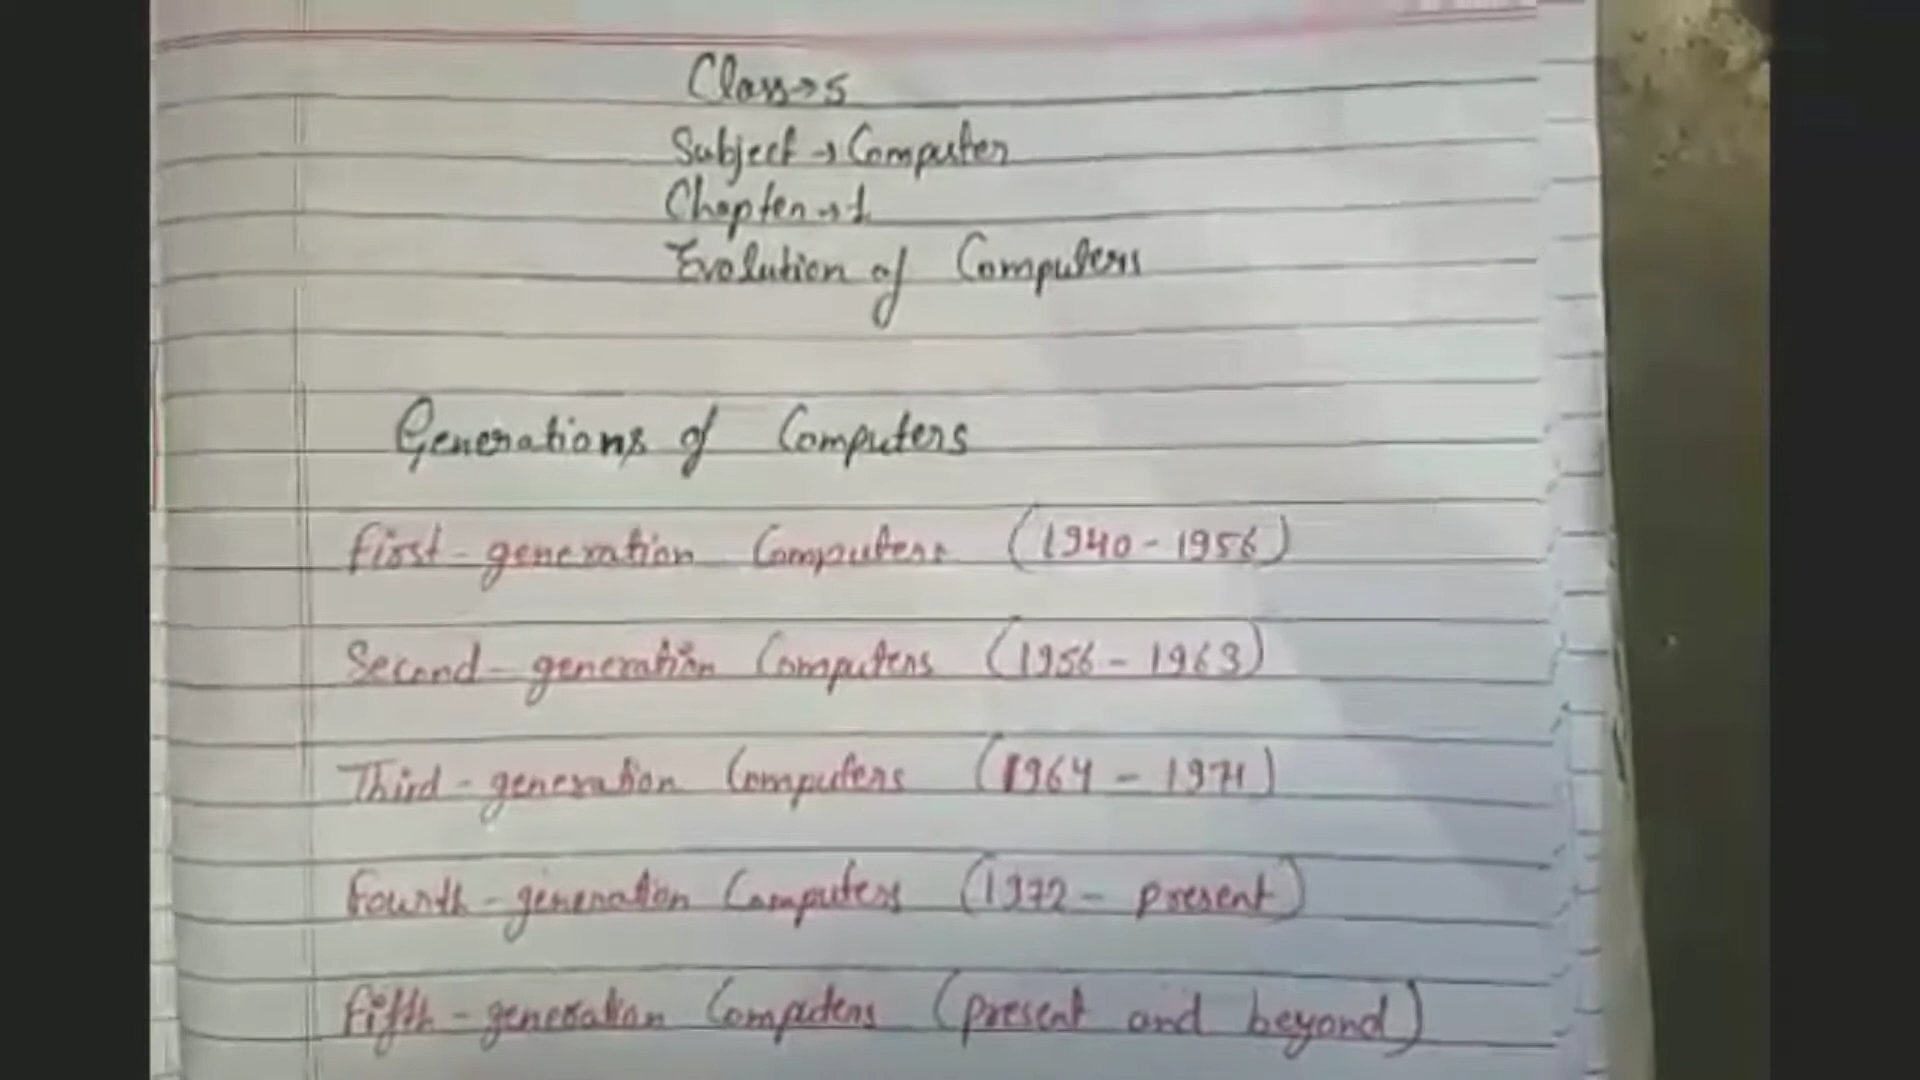 Class→5
Subject→Computer
Chapter→1
Evolution of Computers
Generations of Computers
First-generation Computers (1940-1956)
Second-generation Computers (1956-1963)
Third-generation Computers (1964-1971)
Fourth-generation Computers (1972-present)
Fifth-generation Computers (present and beyond)